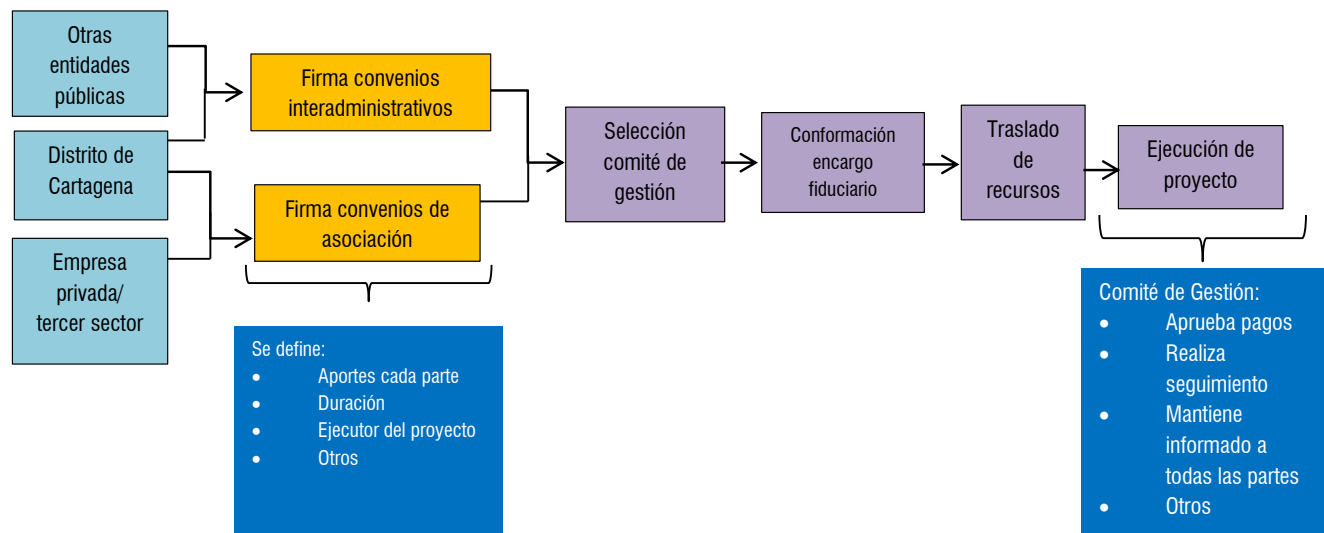 Otras
entidades
públicas
Distrito de
Cartagena
Empresa
privada/
tercer sector
Firma convenios
interadministrativos
Firma convenios de
asociación
Se define:
• Aportes cada parte
• Duración
• Ejecutor del proyecto
• Otros
Selección
comité de
gestión
Conformación
encargo
fiduciario
Traslado
de
recursos
Ejecución de
proyecto
Comité de Gestión:
• Aprueba pagos
• Realiza
seguimiento
• Mantiene
informado a
todas las partes
• Otros